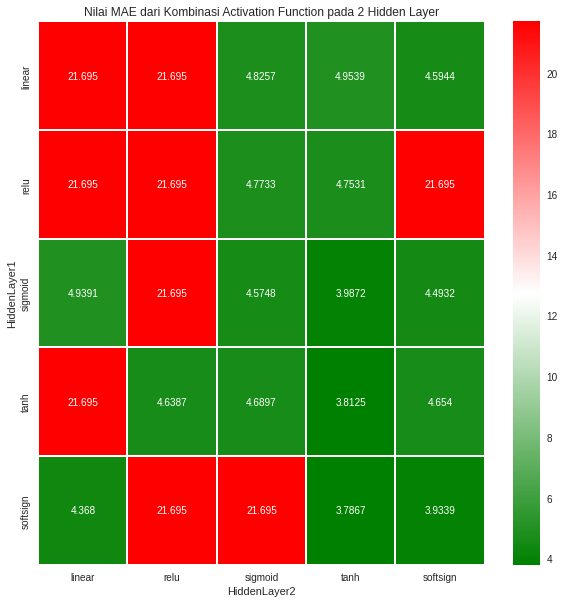 Nilai MAE dari Kombinasi Activation Function pada 2 Hidden Layer
HiddenLayer1
linear 21.695 21.695 4.8257 4.9539 4.5944
relu 21.695 21.695 4.7733 4.7531 21.695
sigmoid 4.9391 21.695 4.5748 3.9872 4.4932
tanh 21.695 4.6387 4.6897 3.8125 4.654
softsign 4.368 21.695 21.695 3.7867 3.9339
linear relu sigmoid tanh softsign
HiddenLayer2
20
18
16
14
12
10
8
6
4